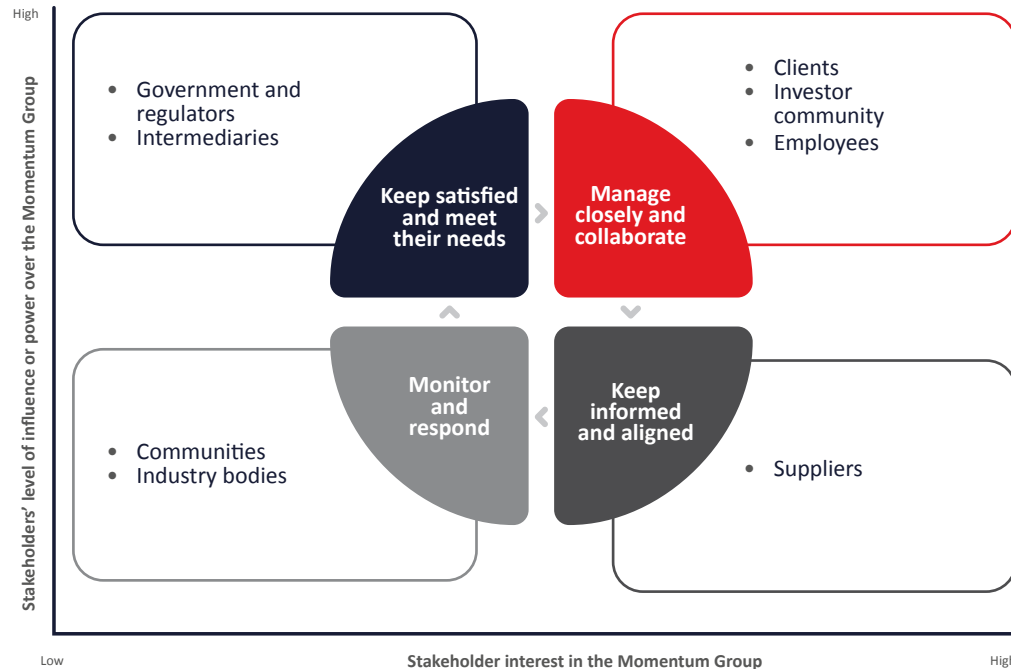 High
Stakeholders' level of influence or power over the Momentum Group
• Government and
regulators
• Intermediaries
• Clients
• Investor
community
• Employees
Keep satisfied
and meet
their needs
Manage
closely and
collaborate
Monitor
and
respond
Keep
informed
and aligned
• Communities
• Industry bodies
• Suppliers
Low
Stakeholder interest in the Momentum Group
High